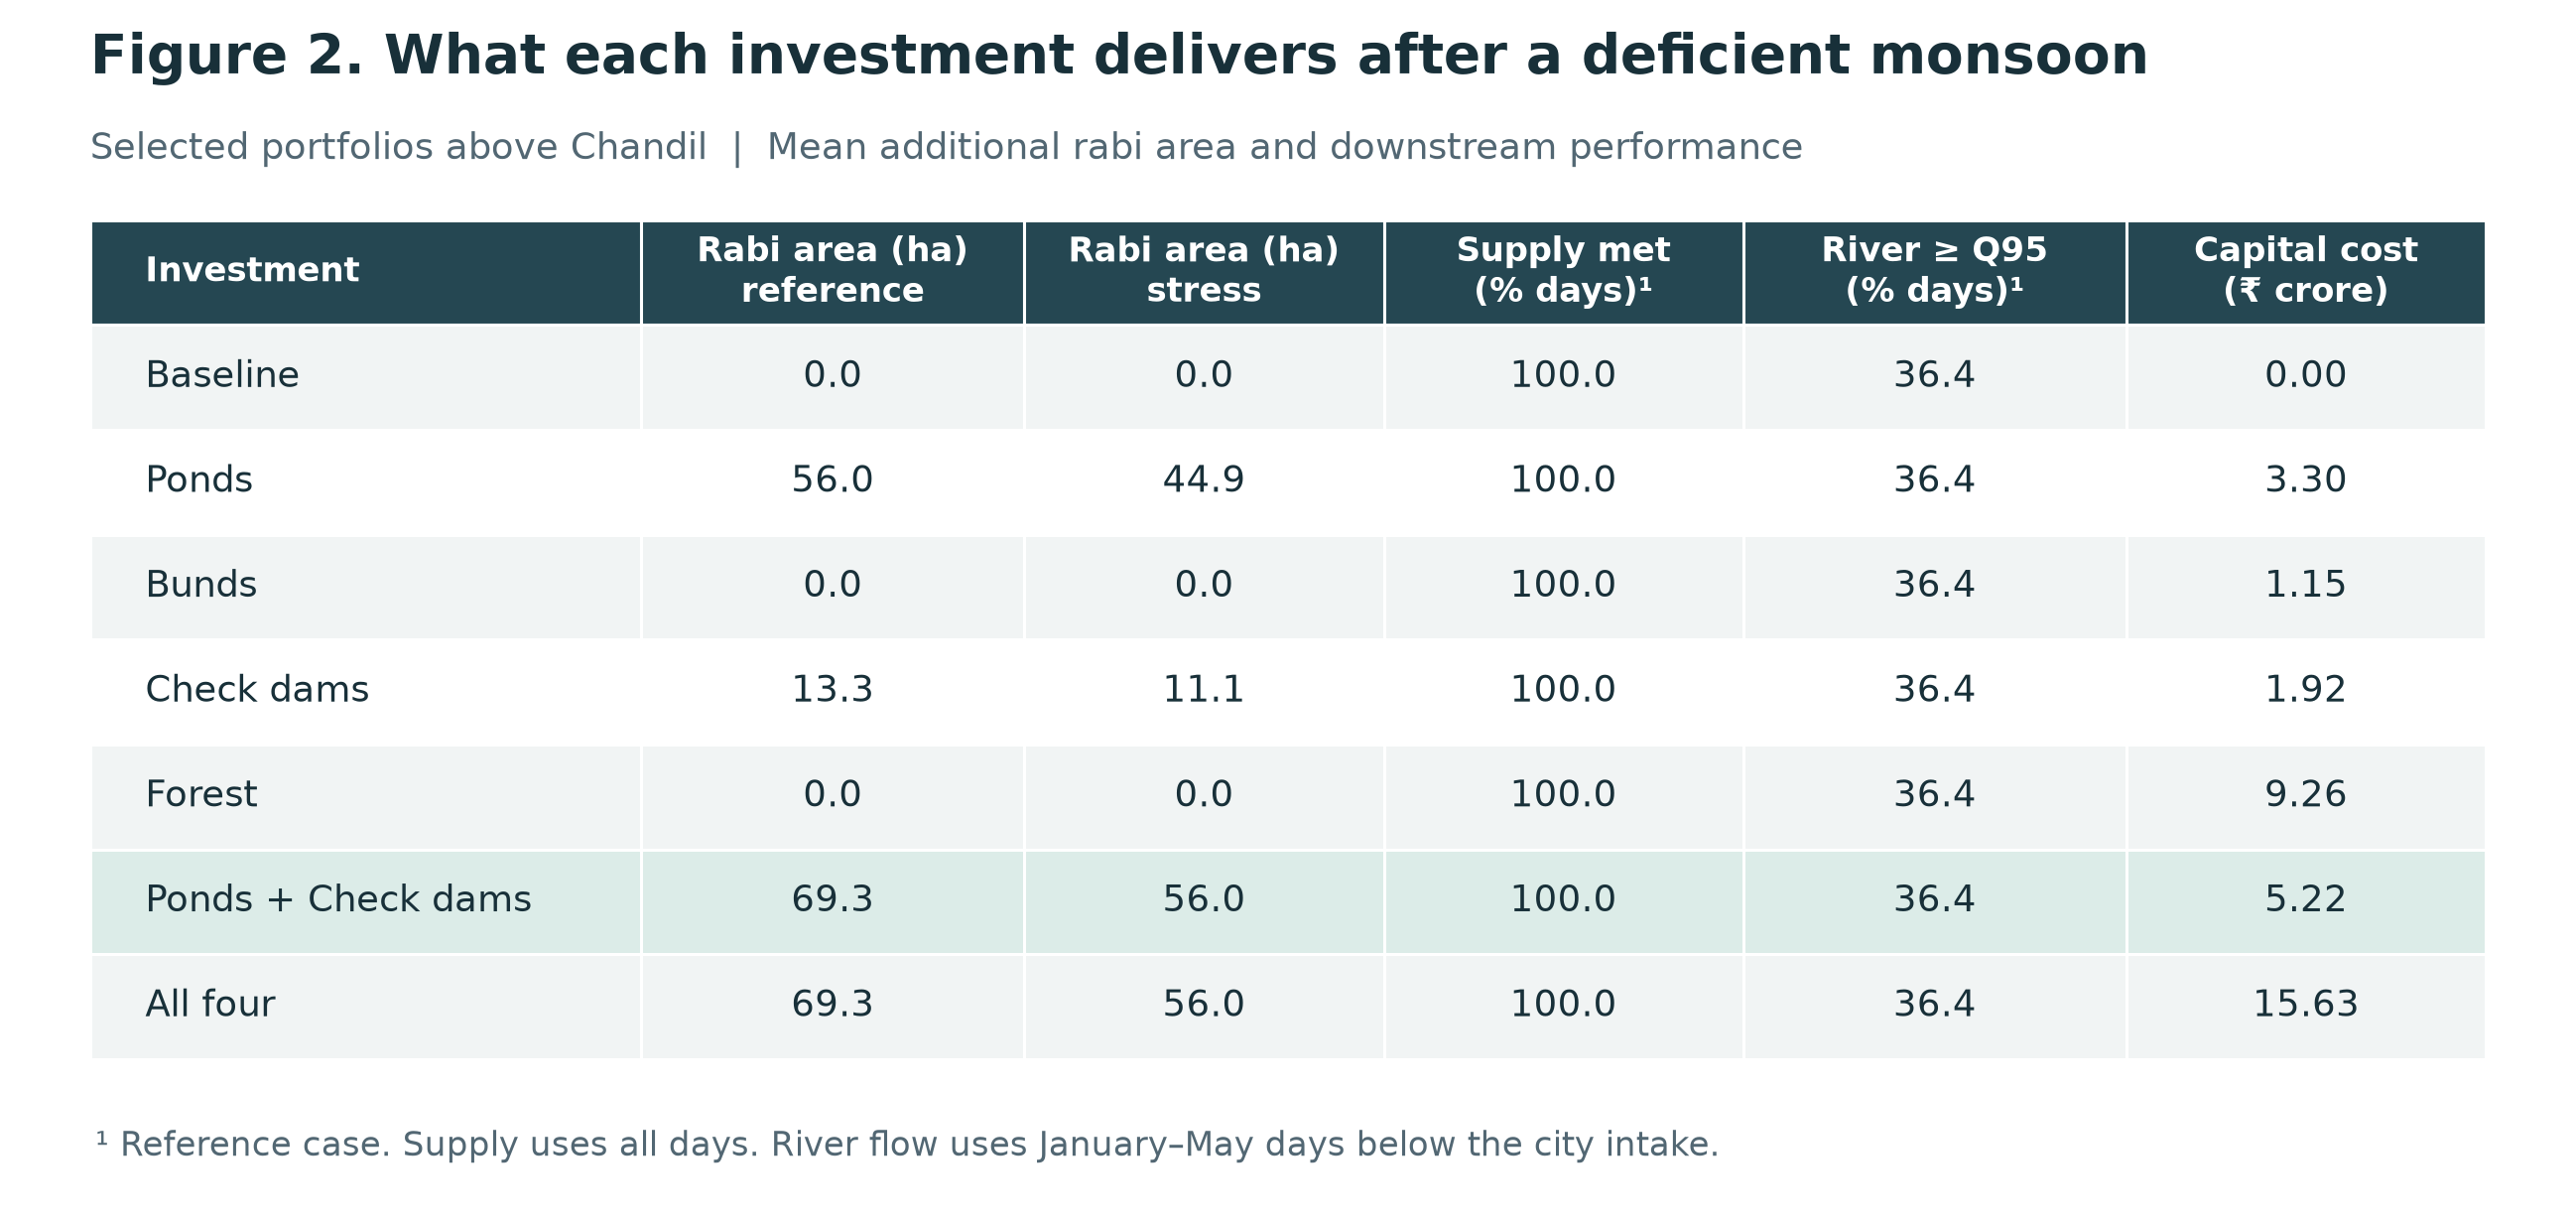 Figure 2. What each investment delivers after a deficient monsoon
Selected portfolios above Chandil | Mean additional rabi area and downstream performance
Investment Rabi area (ha) reference Rabi area (ha) stress Supply met (% days)¹ River ≥ Q95 (% days)¹ Capital cost (₹ crore)
Baseline 0.0 0.0 100.0 36.4 0.00
Ponds 56.0 44.9 100.0 36.4 3.30
Bunds 0.0 0.0 100.0 36.4 1.15
Check dams 13.3 11.1 100.0 36.4 1.92
Forest 0.0 0.0 100.0 36.4 9.26
Ponds + Check dams 69.3 56.0 100.0 36.4 5.22
All four 69.3 56.0 100.0 36.4 15.63
¹ Reference case. Supply uses all days. River flow uses January–May days below the city intake.